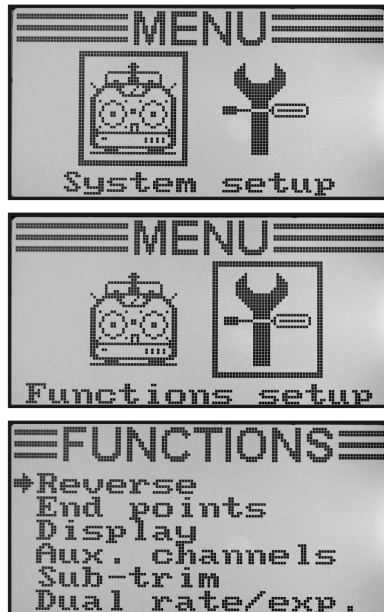 MENU
System setup
MENU
Functions setup
FUNCTIONS
Reverse
End points
Display
Aux. channels
Sub-trim
Dual rate/exp.